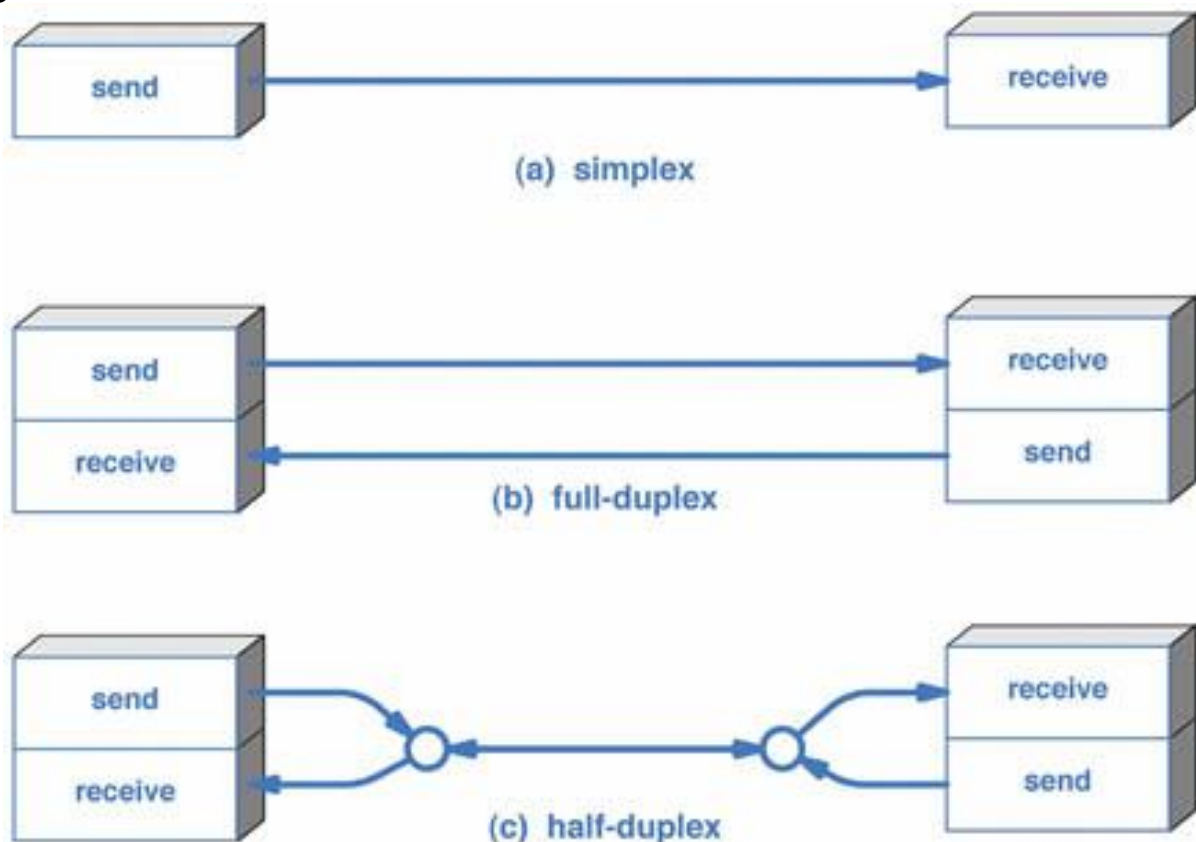 send
receive
(a) simplex
send
receive
receive
send
(b) full-duplex
send
receive
receive
send
(c) half-duplex